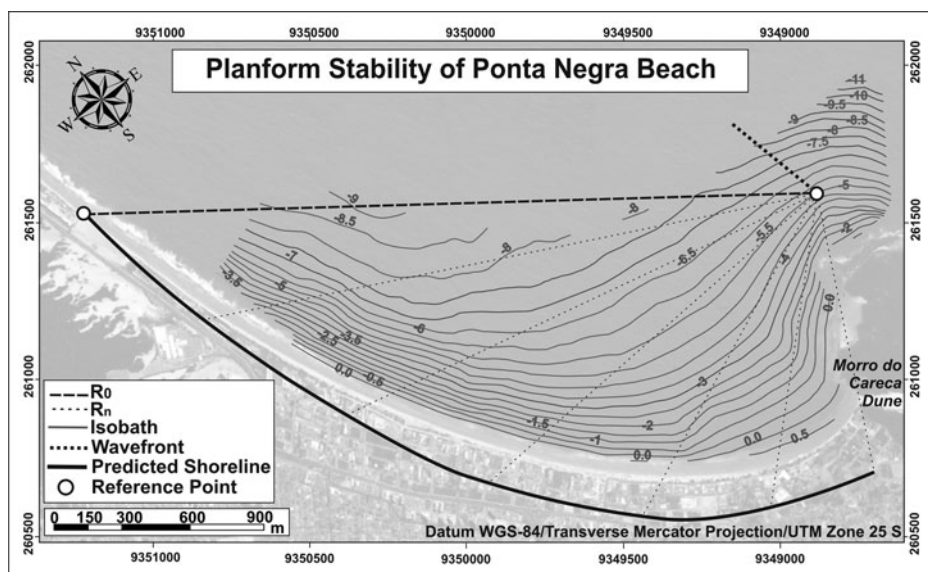 9351000 9350500 9350000 9349500 9349000
262000
261500
261000
260500
N E
W S
Planform Stability of Ponta Negra Beach
-11
-10
-9.5
-9
-8.5
-8
-7.5
-5
-9
-8.5
-8
-8
-2
-5.5
-6.5
-4
-7
-3.5
-5
0.0
-6
-2.5
-3.5
0.0
-0.5
-3
-1.5
-2
-1
0.0
0.0
0.5
Morro do
Careca
Dune
R0
Rn
Isobath
Wavefront
Predicted Shoreline
Reference Point
0 150 300 600 900
m
Datum WGS-84/Transverse Mercator Projection/UTM Zone 25 S
262000
261500
261000
260500
9351000 9350500 9350000 9349500 9349000